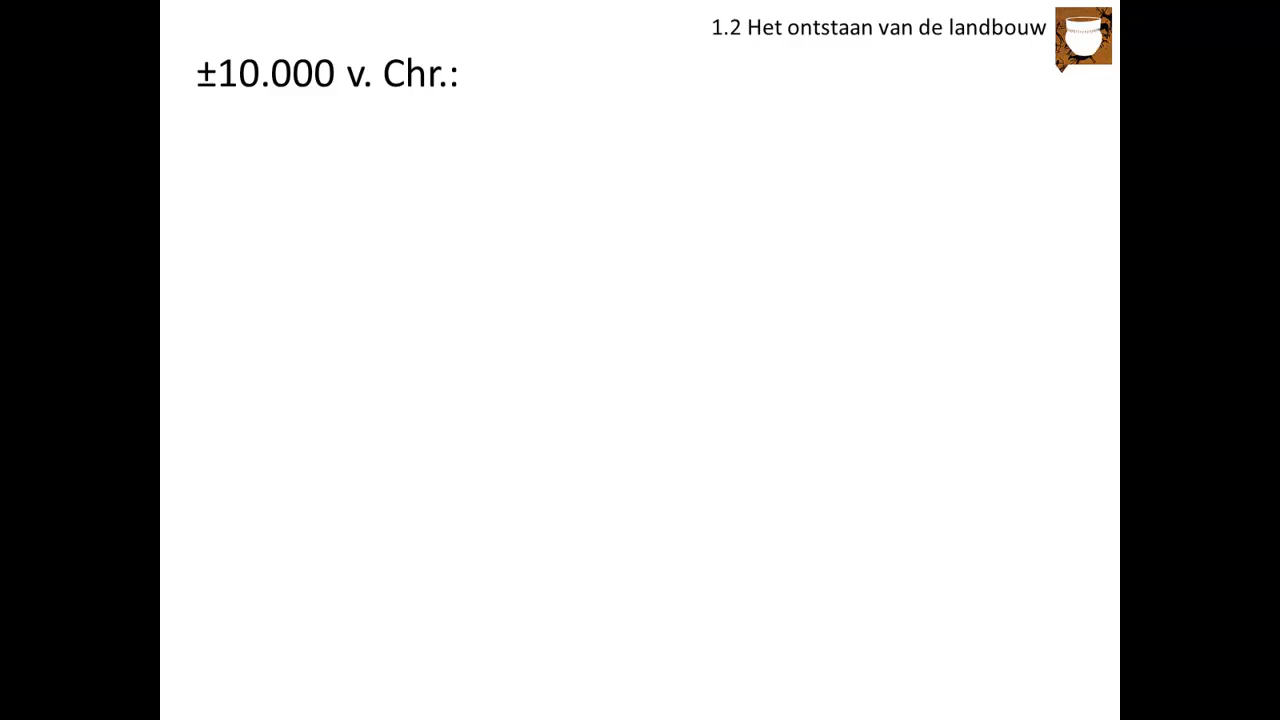 1.2 Het ontstaan van de landbouw
±10.000 v. Chr.: